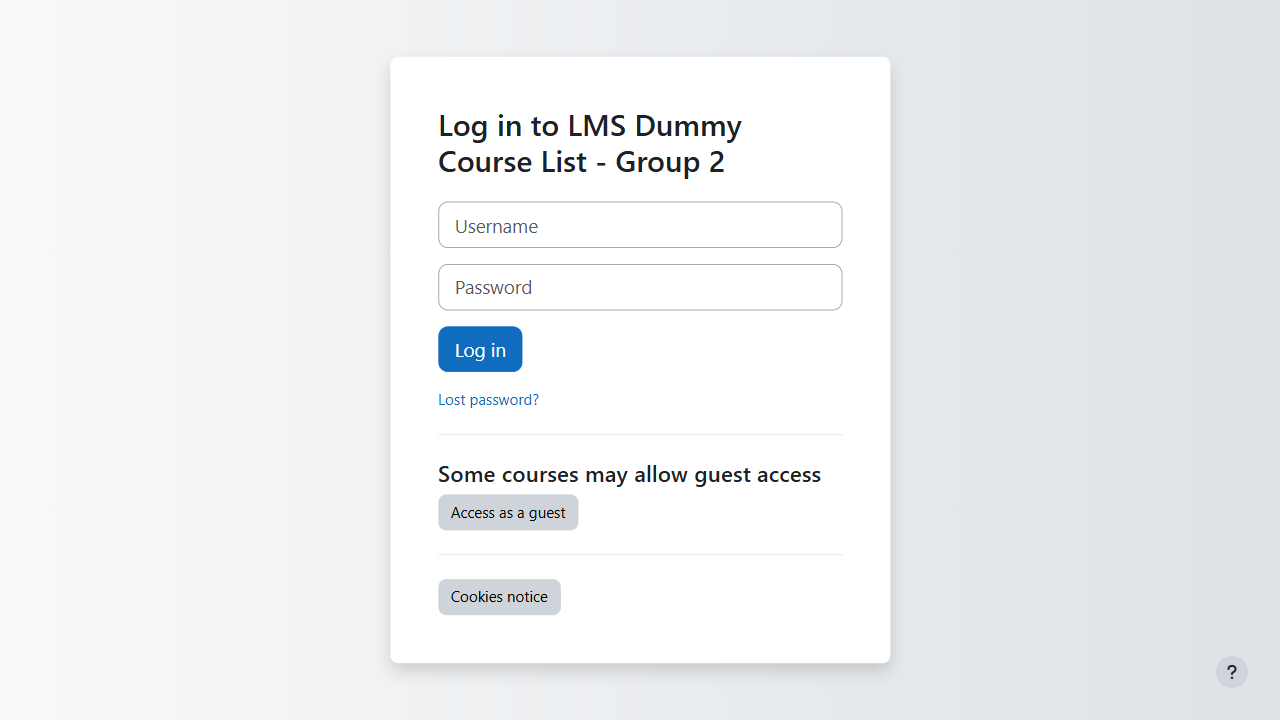 Log in to LMS Dummy
Course List - Group 2
Username
Password
Log in
Lost password?
Some courses may allow guest access
Access as a guest
Cookies notice
?